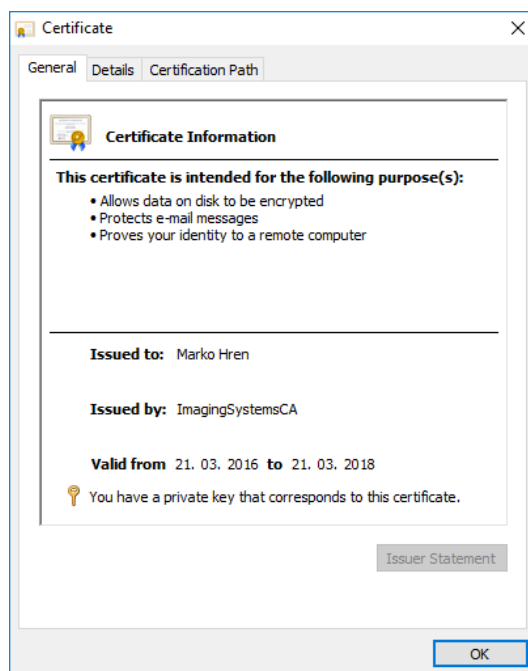 Certificate
General Details Certification Path
Certificate Information
This certificate is intended for the following purpose(s):
• Allows data on disk to be encrypted
• Protects e-mail messages
• Proves your identity to a remote computer
Issued to: Marko Hren
Issued by: ImagingSystemsCA
Valid from 21. 03. 2016 to 21. 03. 2018
You have a private key that corresponds to this certificate.
Issuer Statement
OK